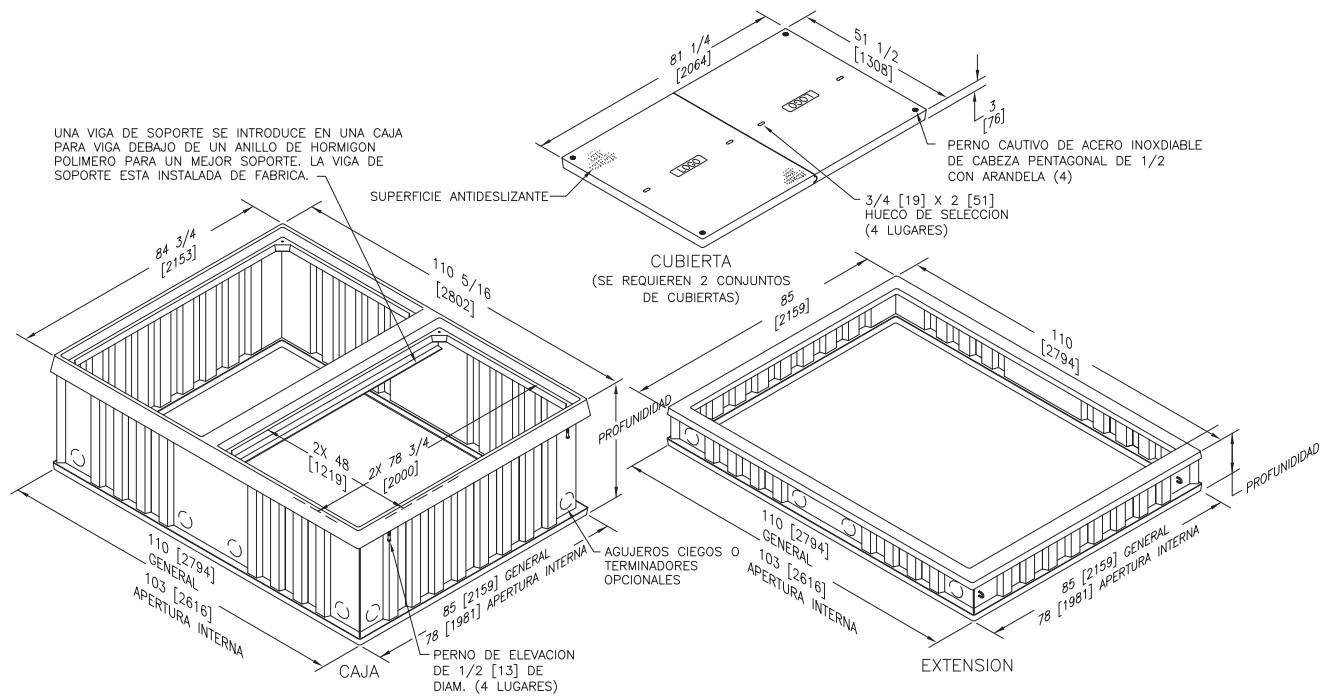 81 1/4
[2064]
51 1/2
[1308]
3
[76]
LOGO
LOGO
UNA VIGA DE SOPORTE SE INTRODUCE EN UNA CAJA
PARA VIGA DEBAJO DE UN ANILLO DE HORMIGON
POLIMERO PARA UN MEJOR SOPORTE. LA VIGA DE
SOPORTE ESTA INSTALADA DE FABRICA.
SUPERFICIE ANTIDESLIZANTE
PERNO CAUTIVO DE ACERO INOXDIABLE
DE CABEZA PENTAGONAL DE 1/2
CON ARANDELA (4)
3/4 [19] X 2 [51]
HUECO DE SELECCION
(4 LUGARES)
CUBIERTA
(SE REQUIEREN 2 CONJUNTOS
DE CUBIERTAS)
84 3/4
[2153]
110 5/16
[2802]
PROFUNIDIDAD
2X 48
[1219]
2X 78 3/4
[2000]
110 [2794]
GENERAL
103 [2616]
APERTURA INTERNA
85 [2159] GENERAL
78 [1981] APERTURA INTERNA
AGUJEROS CIEGOS O
TERMINADORES
OPCIONALES
PERNO DE ELEVACION
DE 1/2 [13] DE
DIAM. (4 LUGARES)
CAJA
85
[2159]
110
[2794]
PROFUNIDIDAD
110 [2794]
GENERAL
103 [2616]
APERTURA INTERNA
85 [2159] GENERAL
78 [1981] APERTURA INTERNA
EXTENSION